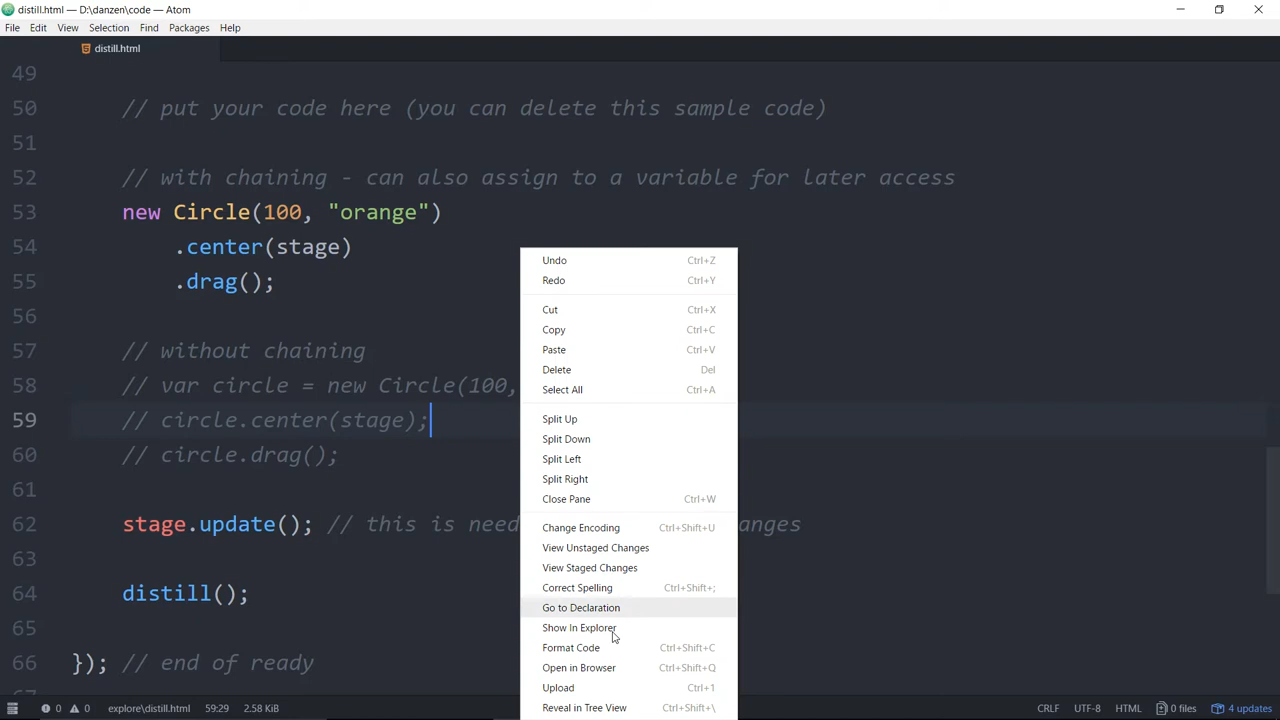 distill.html — D:\danzen\code — Atom
File Edit View Selection Find Packages Help
distill.html
49
50 // put your code here (you can delete this sample code)
51
52 // with chaining - can also assign to a variable for later access
53 new Circle(100, "orange")
54 .center(stage)
55 .drag();
56
57 // without chaining
58 // var circle = new Circle(100,
59 // circle.center(stage);
60 // circle.drag();
61
62 stage.update(); // this is need anges
63
64 distill();
65
66 }); // end of ready
Undo Ctrl+Z
Redo Ctrl+Y
Cut Ctrl+X
Copy Ctrl+C
Paste Ctrl+V
Delete Del
Select All Ctrl+A
Split Up
Split Down
Split Left
Split Right
Close Pane Ctrl+W
Change Encoding Ctrl+Shift+U
View Unstaged Changes
View Staged Changes
Correct Spelling Ctrl+Shift+;
Go to Declaration
Show In Explorer
Format Code Ctrl+Shift+C
Open in Browser Ctrl+Shift+Q
Upload Ctrl+1
Reveal in Tree View Ctrl+Shift+\
0 0 explore\distill.html 59:29 2.58 KiB CRLF UTF-8 HTML 0 files 4 updates